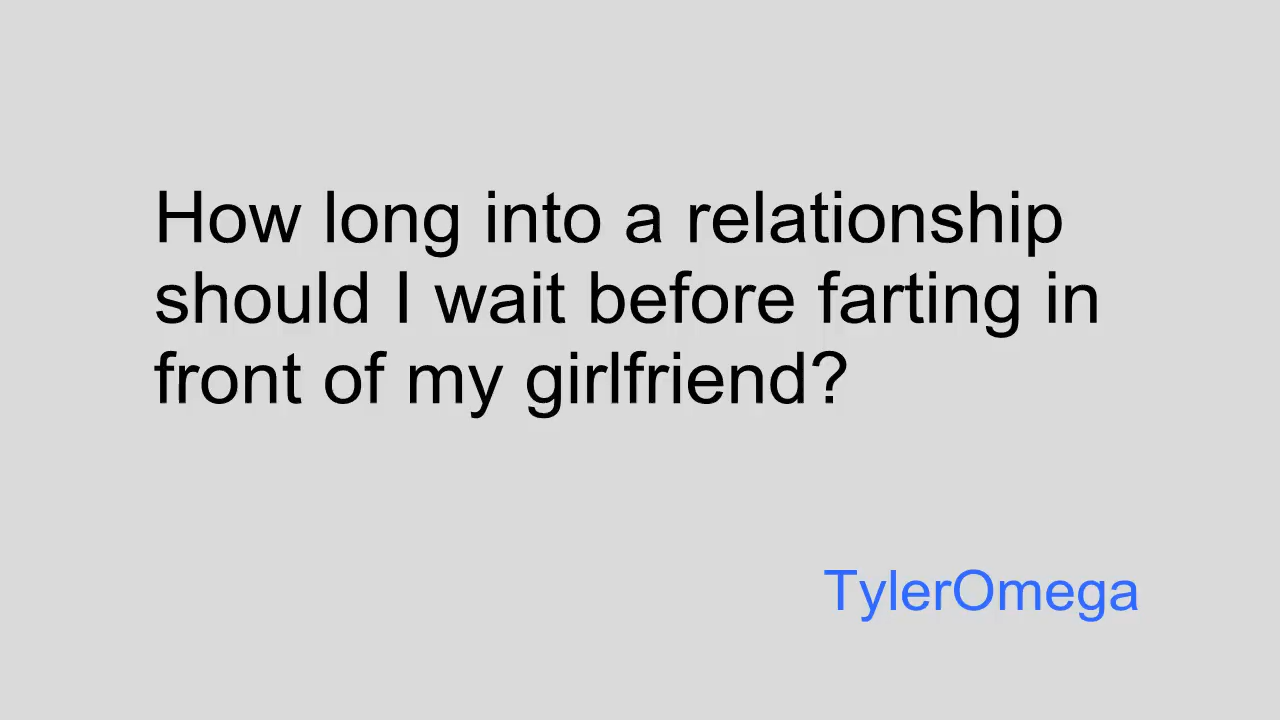 How long into a relationship
should I wait before farting in
front of my girlfriend?
TylerOmega